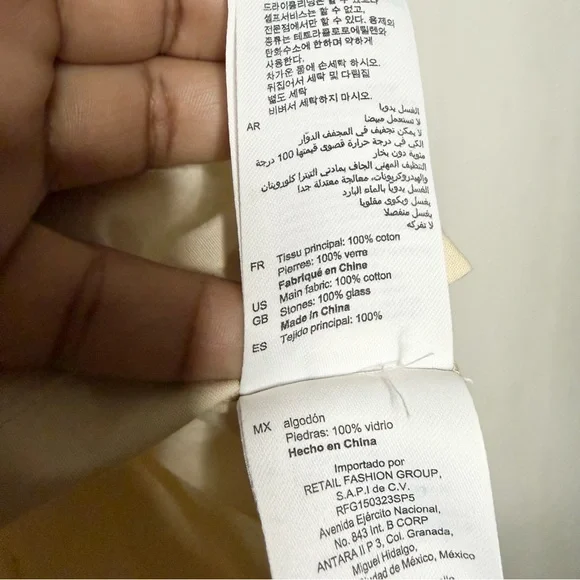 드라이클리닝은 할 수 있으나
셀프서비스는 할 수 없고,
전문점에서만 할 수 있다. 용제의
종류는 테트라클로로에틸렌와
탄화수소에 한하며 약하게
사용한다.
차가운 물에 손세탁 하시오.
뒤집어서 세탁 및 다림질
별도 세탁
비벼서 세탁하지 마시오.
AR
الغسل يدويا
لا تستعمل مبيضا
لا يمكن تجفيف في المجفف الدوّار
الكي في درجة حرارة قصوى قيمتها 100 درجة
مئوية دون بخار
التنظيف المهني الجاف بمادتي التيترا كلوروپتان
والهيدروكربونات، معالجة معتدلة جدا
الغسل يدويا بالماء البارد
يغسل ويكوى مقلوبا
يغسل منفصلا
لا تفركه
FR Tissu principal: 100% coton
Pierres: 100% verre
Fabriqué en China
US Main fabric: 100% cotton
GB Stones: 100% glass
Made in China
ES Tejido principal: 100%
MX algodón
Piedras: 100% vidrio
Hecho en China
Importado por
RETAIL FASHION GROUP,
S.A.P.I de C.V.
RFG150323SP5
Avenida Ejército Nacional,
No. 843 Int. B CORP
ANTARA II P 3, Col. Granada,
Miguel Hidalgo,
Ciudad de México, México